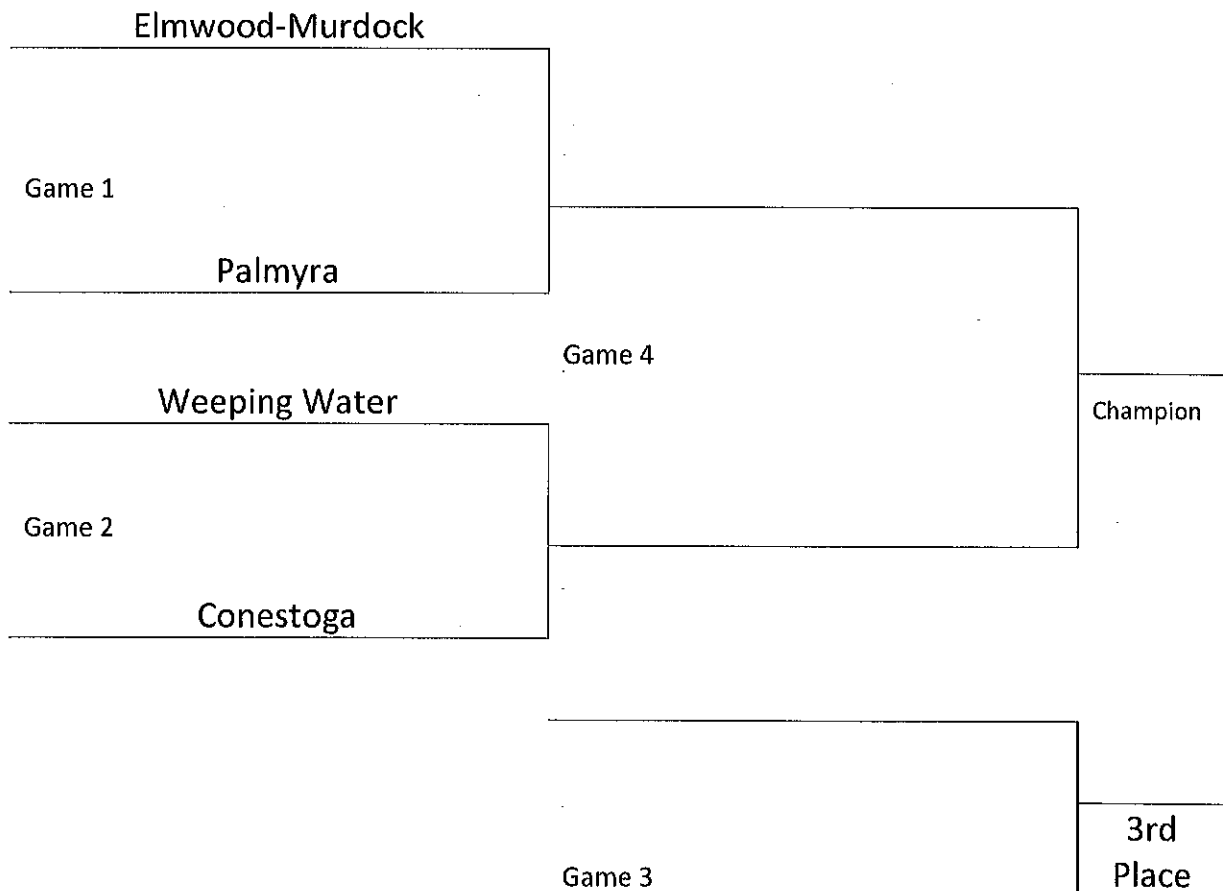 Elmwood-Murdock
Game 1
Palmyra
Game 4
Weeping Water
Champion
Game 2
Conestoga
3rd
Place
Game 3